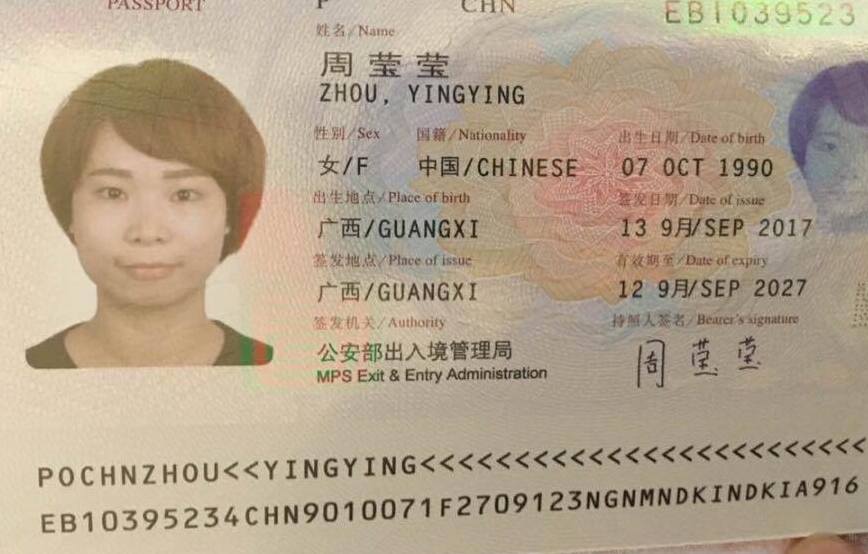 PASSPORT P CHN EB1039523
姓名/Name
周莹莹
ZHOU, YINGYING
性别/Sex 国籍/Nationality 出生日期/Date of birth
女/F 中国/CHINESE 07 OCT 1990
出生地点/Place of birth 签发日期/Date of issue
广西/GUANGXI 13 9月/SEP 2017
签发地点/Place of issue 有效期至/Date of expiry
广西/GUANGXI 12 9月/SEP 2027
签发机关/Authority 持照人签名/Bearer's signature
公安部出入境管理局 周莹莹
MPS Exit & Entry Administration
POCHNZHOU<<YINGYING<<<<<<<<<<<<<<<<<<<<<<<<<
EB10395234CHN9010071F2709123NGNMNDKINDKIA916